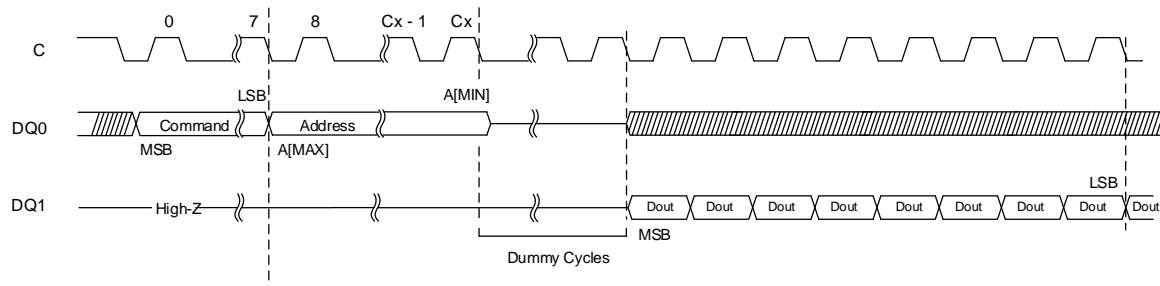 0 7 8 Cx - 1 Cx
C
LSB A[MIN]
DQ0 Command Address
MSB A[MAX]
LSB
DQ1 High-Z Dout Dout Dout Dout Dout Dout Dout Dout Dout
MSB
Dummy Cycles